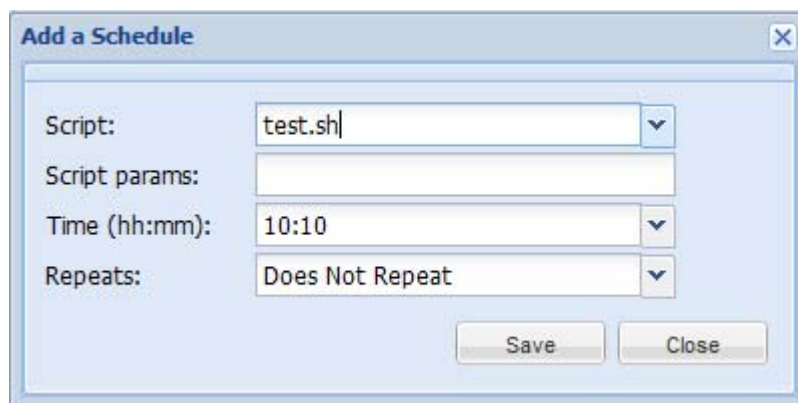 Add a Schedule
Script: test.sh
Script params:
Time (hh:mm): 10:10
Repeats: Does Not Repeat
Save Close